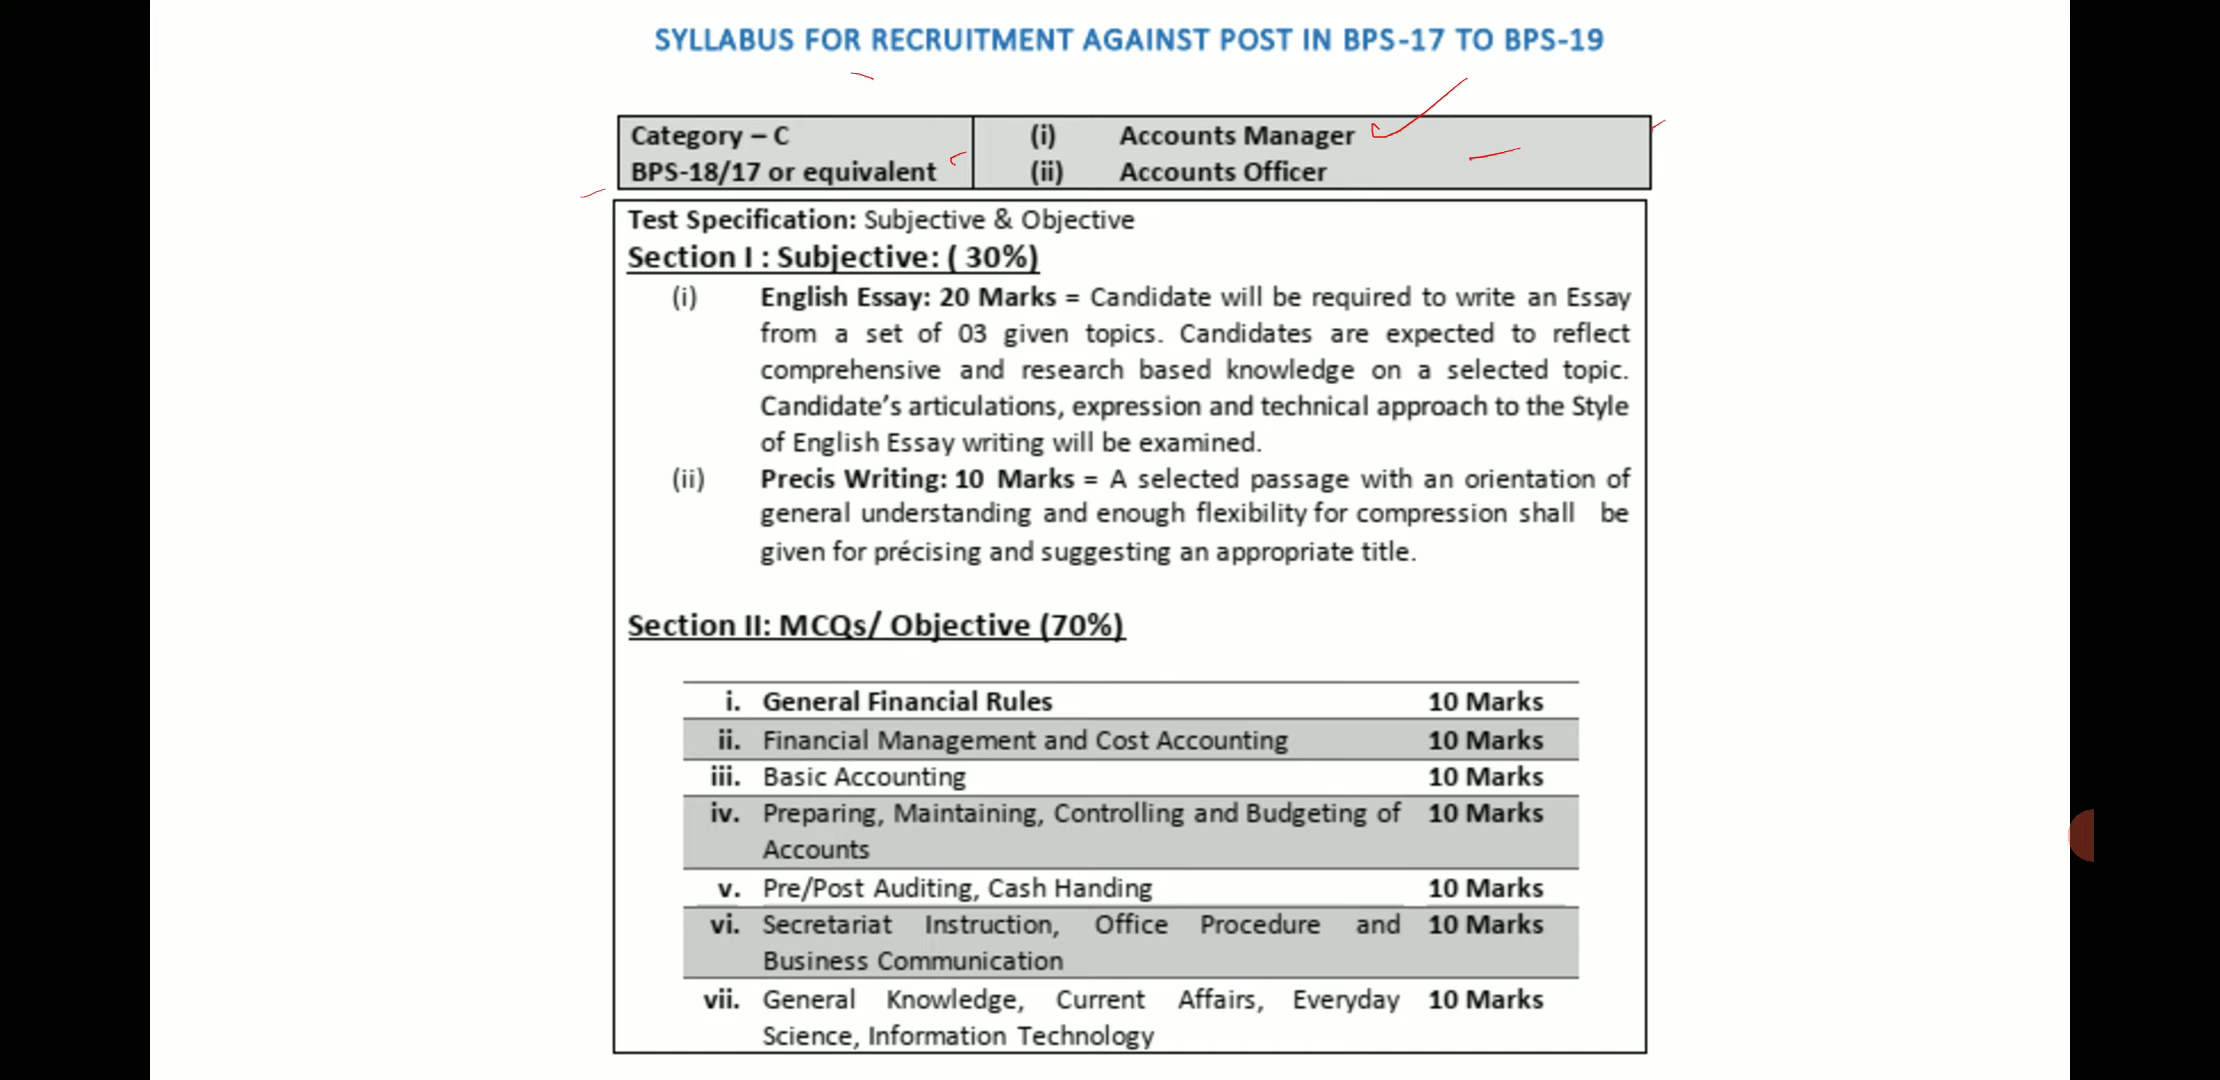 SYLLABUS FOR RECRUITMENT AGAINST POST IN BPS-17 TO BPS-19
Category – C (i) Accounts Manager
BPS-18/17 or equivalent (ii) Accounts Officer
Test Specification: Subjective & Objective
Section I : Subjective: ( 30%)
(i) English Essay: 20 Marks = Candidate will be required to write an Essay
from a set of 03 given topics. Candidates are expected to reflect
comprehensive and research based knowledge on a selected topic.
Candidate’s articulations, expression and technical approach to the Style
of English Essay writing will be examined.
(ii) Precis Writing: 10 Marks = A selected passage with an orientation of
general understanding and enough flexibility for compression shall be
given for précising and suggesting an appropriate title.
Section II: MCQs/ Objective (70%)
i. General Financial Rules 10 Marks
ii. Financial Management and Cost Accounting 10 Marks
iii. Basic Accounting 10 Marks
iv. Preparing, Maintaining, Controlling and Budgeting of 10 Marks
Accounts
v. Pre/Post Auditing, Cash Handing 10 Marks
vi. Secretariat Instruction, Office Procedure and 10 Marks
Business Communication
vii. General Knowledge, Current Affairs, Everyday 10 Marks
Science, Information Technology